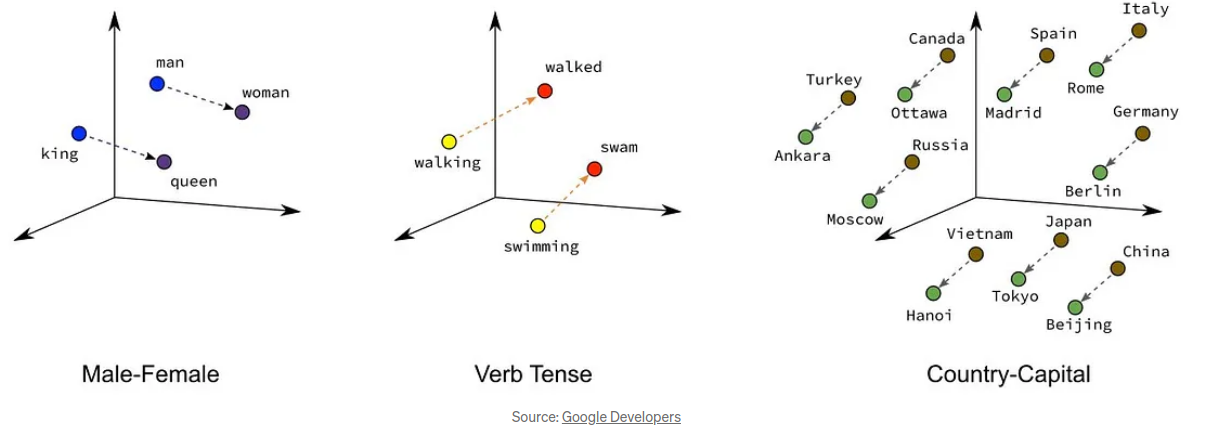 man
woman
king
queen
Male-Female
walked
walking
swam
swimming
Verb Tense
Italy
Canada
Spain
Turkey
Rome
Ottawa
Madrid
Germany
Ankara
Russia
Berlin
Moscow
Japan
Vietnam
China
Tokyo
Hanoi
Beijing
Country-Capital
Source: Google Developers